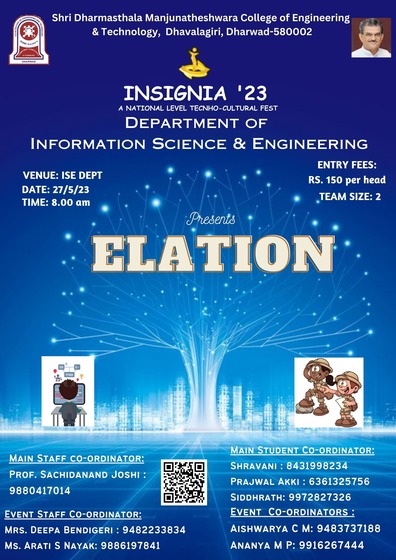 Shri Dharmasthala Manjunatheshwara College of Engineering
& Technology, Dhavalagiri, Dharwad-580002
INSIGNIA '23
A NATIONAL LEVEL TECNHO-CULTURAL FEST
DEPARTMENT OF
INFORMATION SCIENCE & ENGINEERING
VENUE: ISE DEPT
DATE: 27/5/23
TIME: 8.00 am
ENTRY FEES:
RS. 150 per head
TEAM SIZE: 2
Presents
ELATION
MAIN STAFF CO-ORDINATOR:
PROF. SACHIDANAND JOSHI :
9880417014
EVENT STAFF CO-ORDINATOR:
MRS. DEEPA BENDIGERI : 9482233834
MS. ARATI S NAYAK: 9886197841
MAIN STUDENT CO-ORDINATOR:
SHRAVANI : 8431998234
PRAJWAL AKKI : 6361325756
SIDDHRATH: 9972827326
EVENT CO-ORDINATORS :
AISHWARYA C M: 9483737188
ANANYA M P: 9916267444